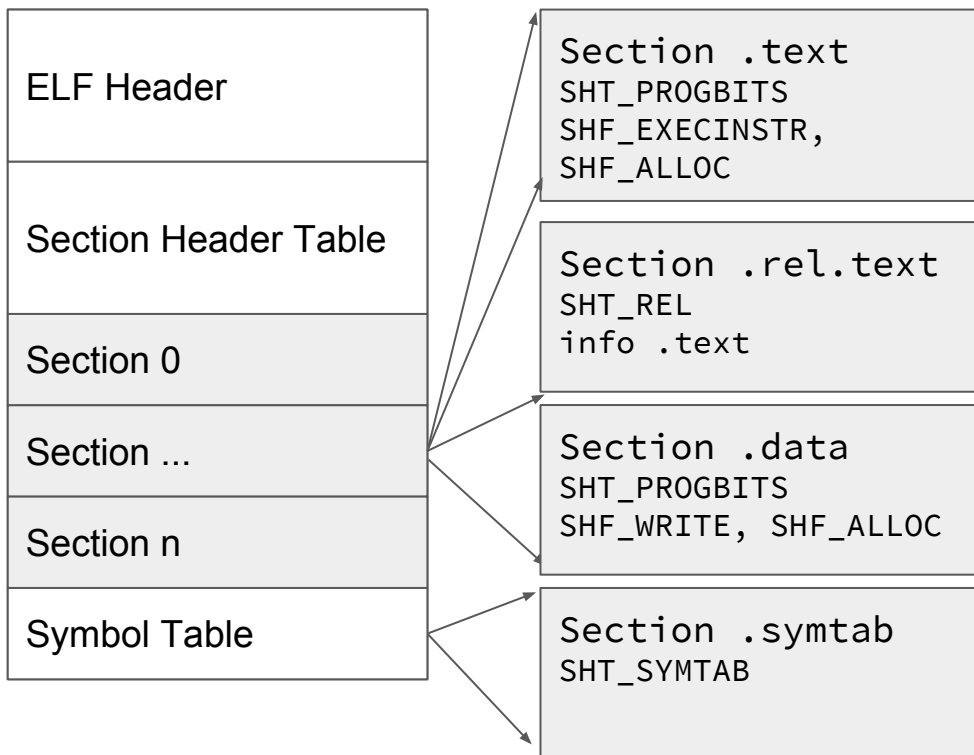 ELF Header
Section Header Table
Section 0
Section ...
Section n
Symbol Table
Section .text
SHT_PROGBITS
SHF_EXECINSTR,
SHF_ALLOC
Section .rel.text
SHT_REL
info .text
Section .data
SHT_PROGBITS
SHF_WRITE, SHF_ALLOC
Section .symtab
SHT_SYMTAB